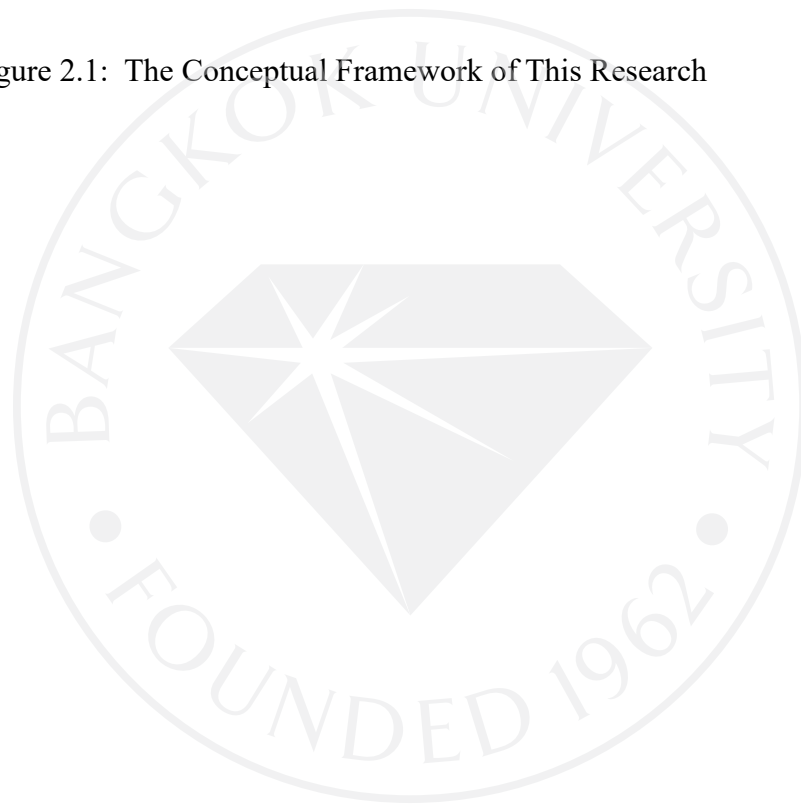 gure 2.1: The Conceptual Framework of This Research
BANGKOK UNIVERSITY
FOUNDED 1962